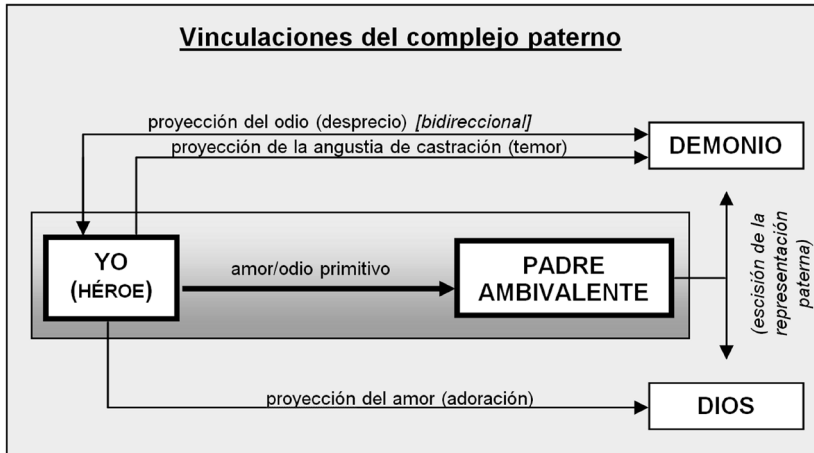 Vinculaciones del complejo paterno
proyección del odio (desprecio) [bidireccional]
proyección de la angustia de castración (temor)
DEMONIO
YO
(HÉROE)
amor/odio primitivo
PADRE
AMBIVALENTE
(escisión de la
representación
paterna)
proyección del amor (adoración)
DIOS